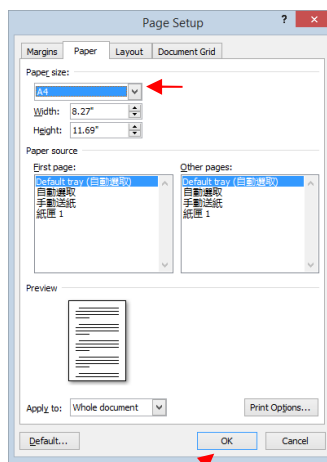 Page Setup
?
Margins Paper Layout Document Grid
Paper size:
A4
Width: 8.27"
Height: 11.69"
Paper source
First page: Other pages:
Default tray (自動選取) Default tray (自動選取)
自動選取 自動選取
手動送紙 手動送紙
紙匣 1 紙匣 1
Preview
Apply to: Whole document Print Options...
Default... OK Cancel